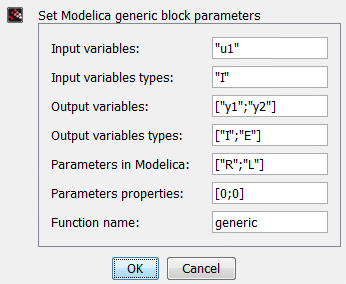 Set Modelica generic block parameters
Input variables: "u1"
Input variables types: "I"
Output variables: ["y1";"y2"]
Output variables types: ["I";"E"]
Parameters in Modelica: ["R";"L"]
Parameters properties: [0;0]
Function name: generic
OK Cancel